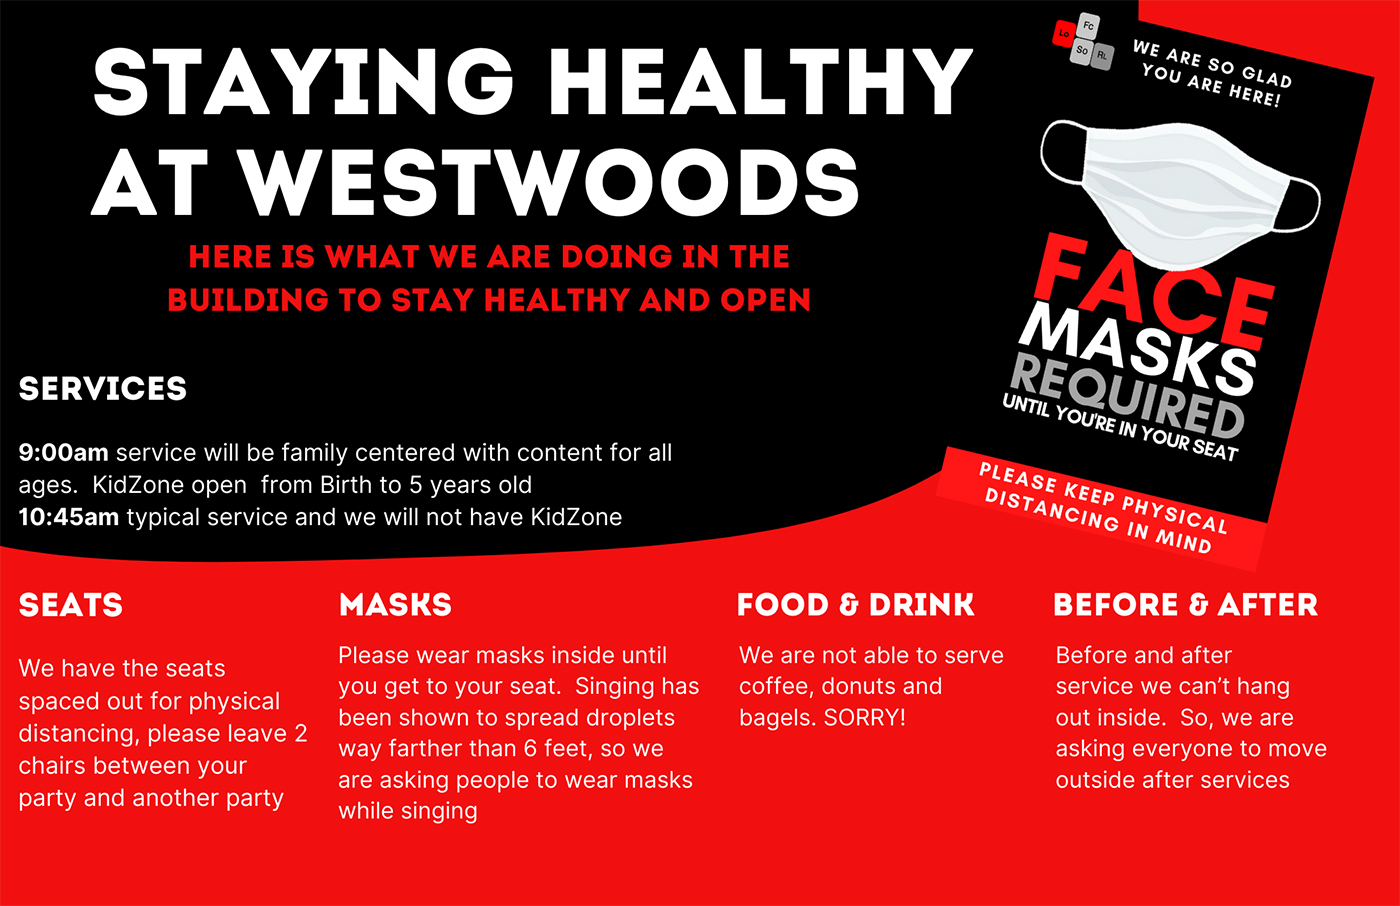 STAYING HEALTHY
AT WESTWOODS
HERE IS WHAT WE ARE DOING IN THE
BUILDING TO STAY HEALTHY AND OPEN
Fc
Lo
So
RL
WE ARE SO GLAD
YOU ARE HERE!
FACE
MASKS
REQUIRED
UNTIL YOU'RE IN YOUR SEAT
PLEASE KEEP PHYSICAL
DISTANCING IN MIND
SERVICES
9:00am service will be family centered with content for all
ages.  KidZone open  from Birth to 5 years old
10:45am typical service and we will not have KidZone
SEATS
We have the seats
spaced out for physical
distancing, please leave 2
chairs between your
party and another party
MASKS
Please wear masks inside until
you get to your seat.  Singing has
been shown to spread droplets
way farther than 6 feet, so we
are asking people to wear masks
while singing
FOOD & DRINK
We are not able to serve
coffee, donuts and
bagels. SORRY!
BEFORE & AFTER
Before and after
service we can’t hang
out inside.  So, we are
asking everyone to move
outside after services